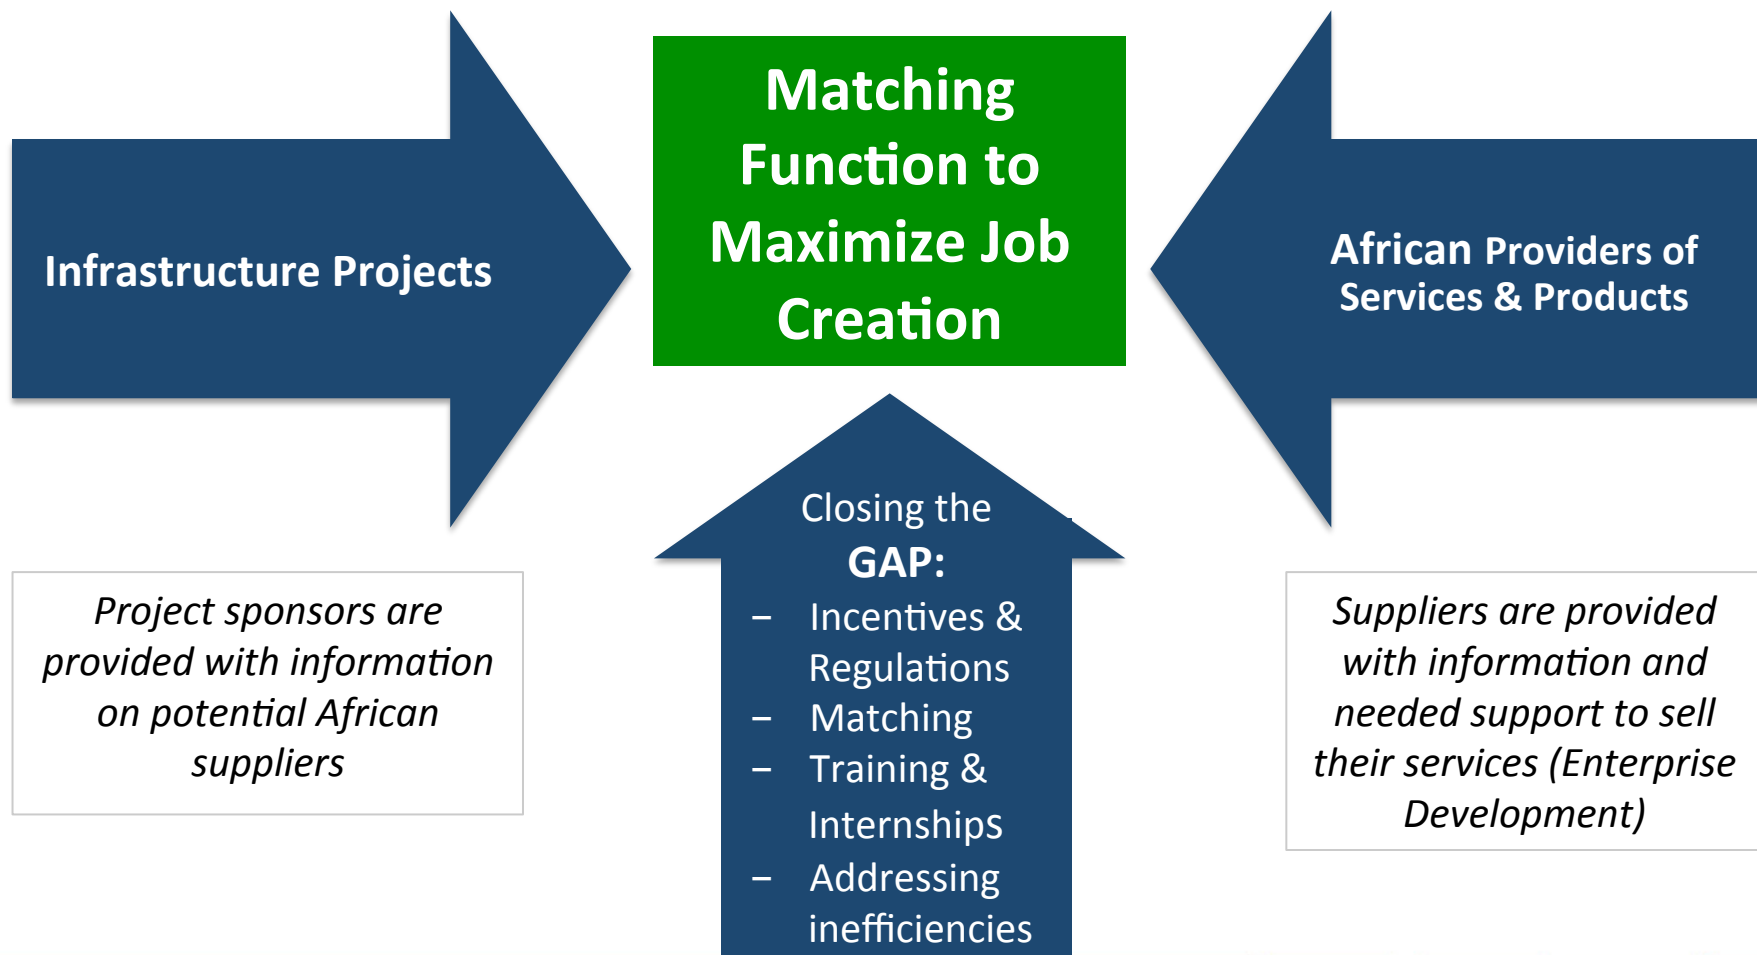 Infrastructure Projects
Matching
Function to
Maximize Job
Creation
African Providers of
Services & Products
Project sponsors are
provided with information
on potential African
suppliers
Closing the
GAP:
– Incentives &
Regulations
– Matching
– Training &
Internships
– Addressing
inefficiencies
Suppliers are provided
with information and
needed support to sell
their services (Enterprise
Development)